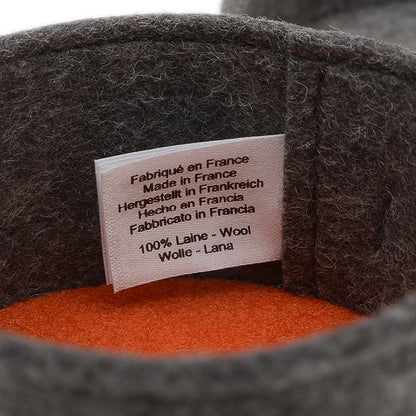 Fabriqué en France
Made in France
Hergestellt in Frankreich
Hecho en Francia
Fabbricato in Francia
100% Laine - Wool
Wolle - Lana